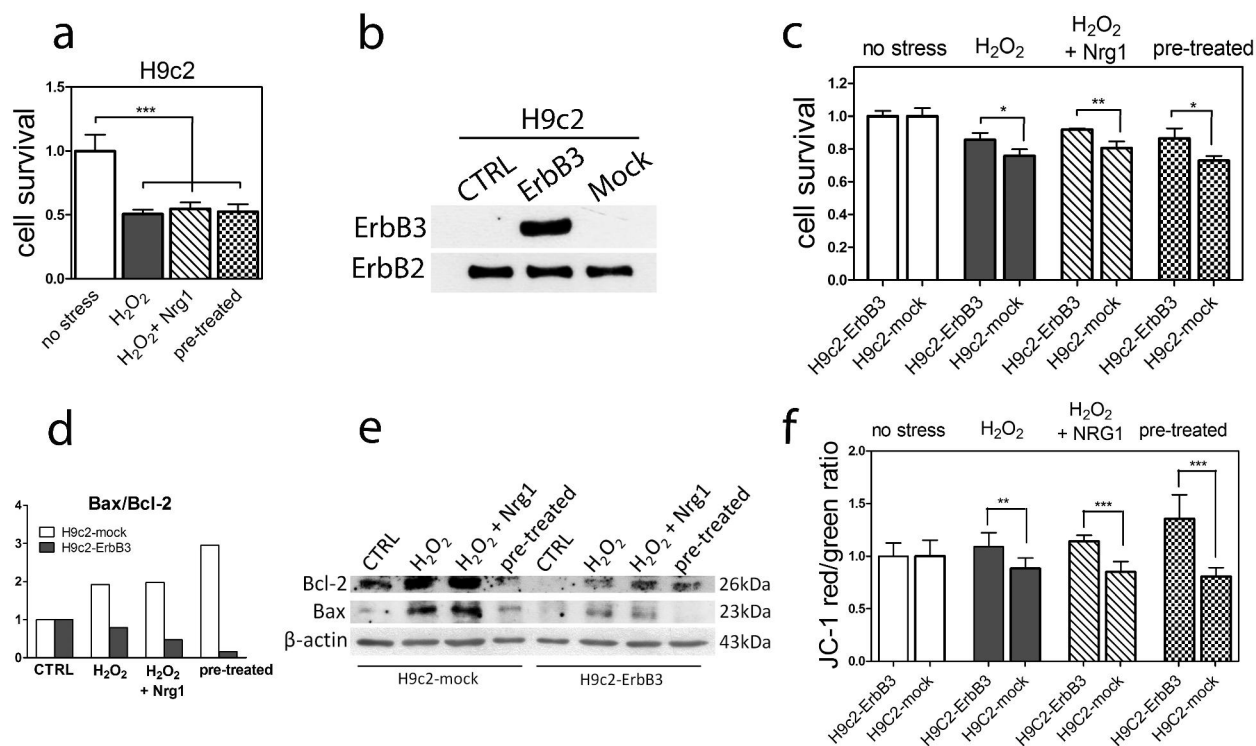 a
H9c2
1.5
1.0
0.5
0.0
cell survival
***
no stress
H₂O₂
H₂O₂+ Nrg1
pre-treated
b
H9c2
CTRL
ErbB3
Mock
ErbB3
ErbB2
c
no stress
H₂O₂
H₂O₂
+ Nrg1
pre-treated
1.2
1.0
0.8
0.6
0.4
0.2
0.0
cell survival
*
**
*
H9c2-ErbB3
H9c2-mock
H9c2-ErbB3
H9c2-mock
H9c2-ErbB3
H9c2-mock
H9c2-ErbB3
H9c2-mock
d
Bax/Bcl-2
4
3
2
1
0
H9c2-mock
H9c2-ErbB3
CTRL
H₂O₂
H₂O₂
+ Nrg1
pre-treated
e
CTRL
H₂O₂
H₂O₂ + Nrg1
pre-treated
CTRL
H₂O₂
H₂O₂ + Nrg1
pre-treated
Bcl-2
26kDa
Bax
23kDa
β-actin
43kDa
H9c2-mock
H9c2-ErbB3
f
no stress
H₂O₂
H₂O₂
+ NRG1
pre-treated
2.0
1.5
1.0
0.5
0.0
JC-1 red/green ratio
**
***
***
H9c2-ErbB3
H9C2-mock
H9c2-ErbB3
H9C2-mock
H9c2-ErbB3
H9C2-mock
H9c2-ErbB3
H9C2-mock